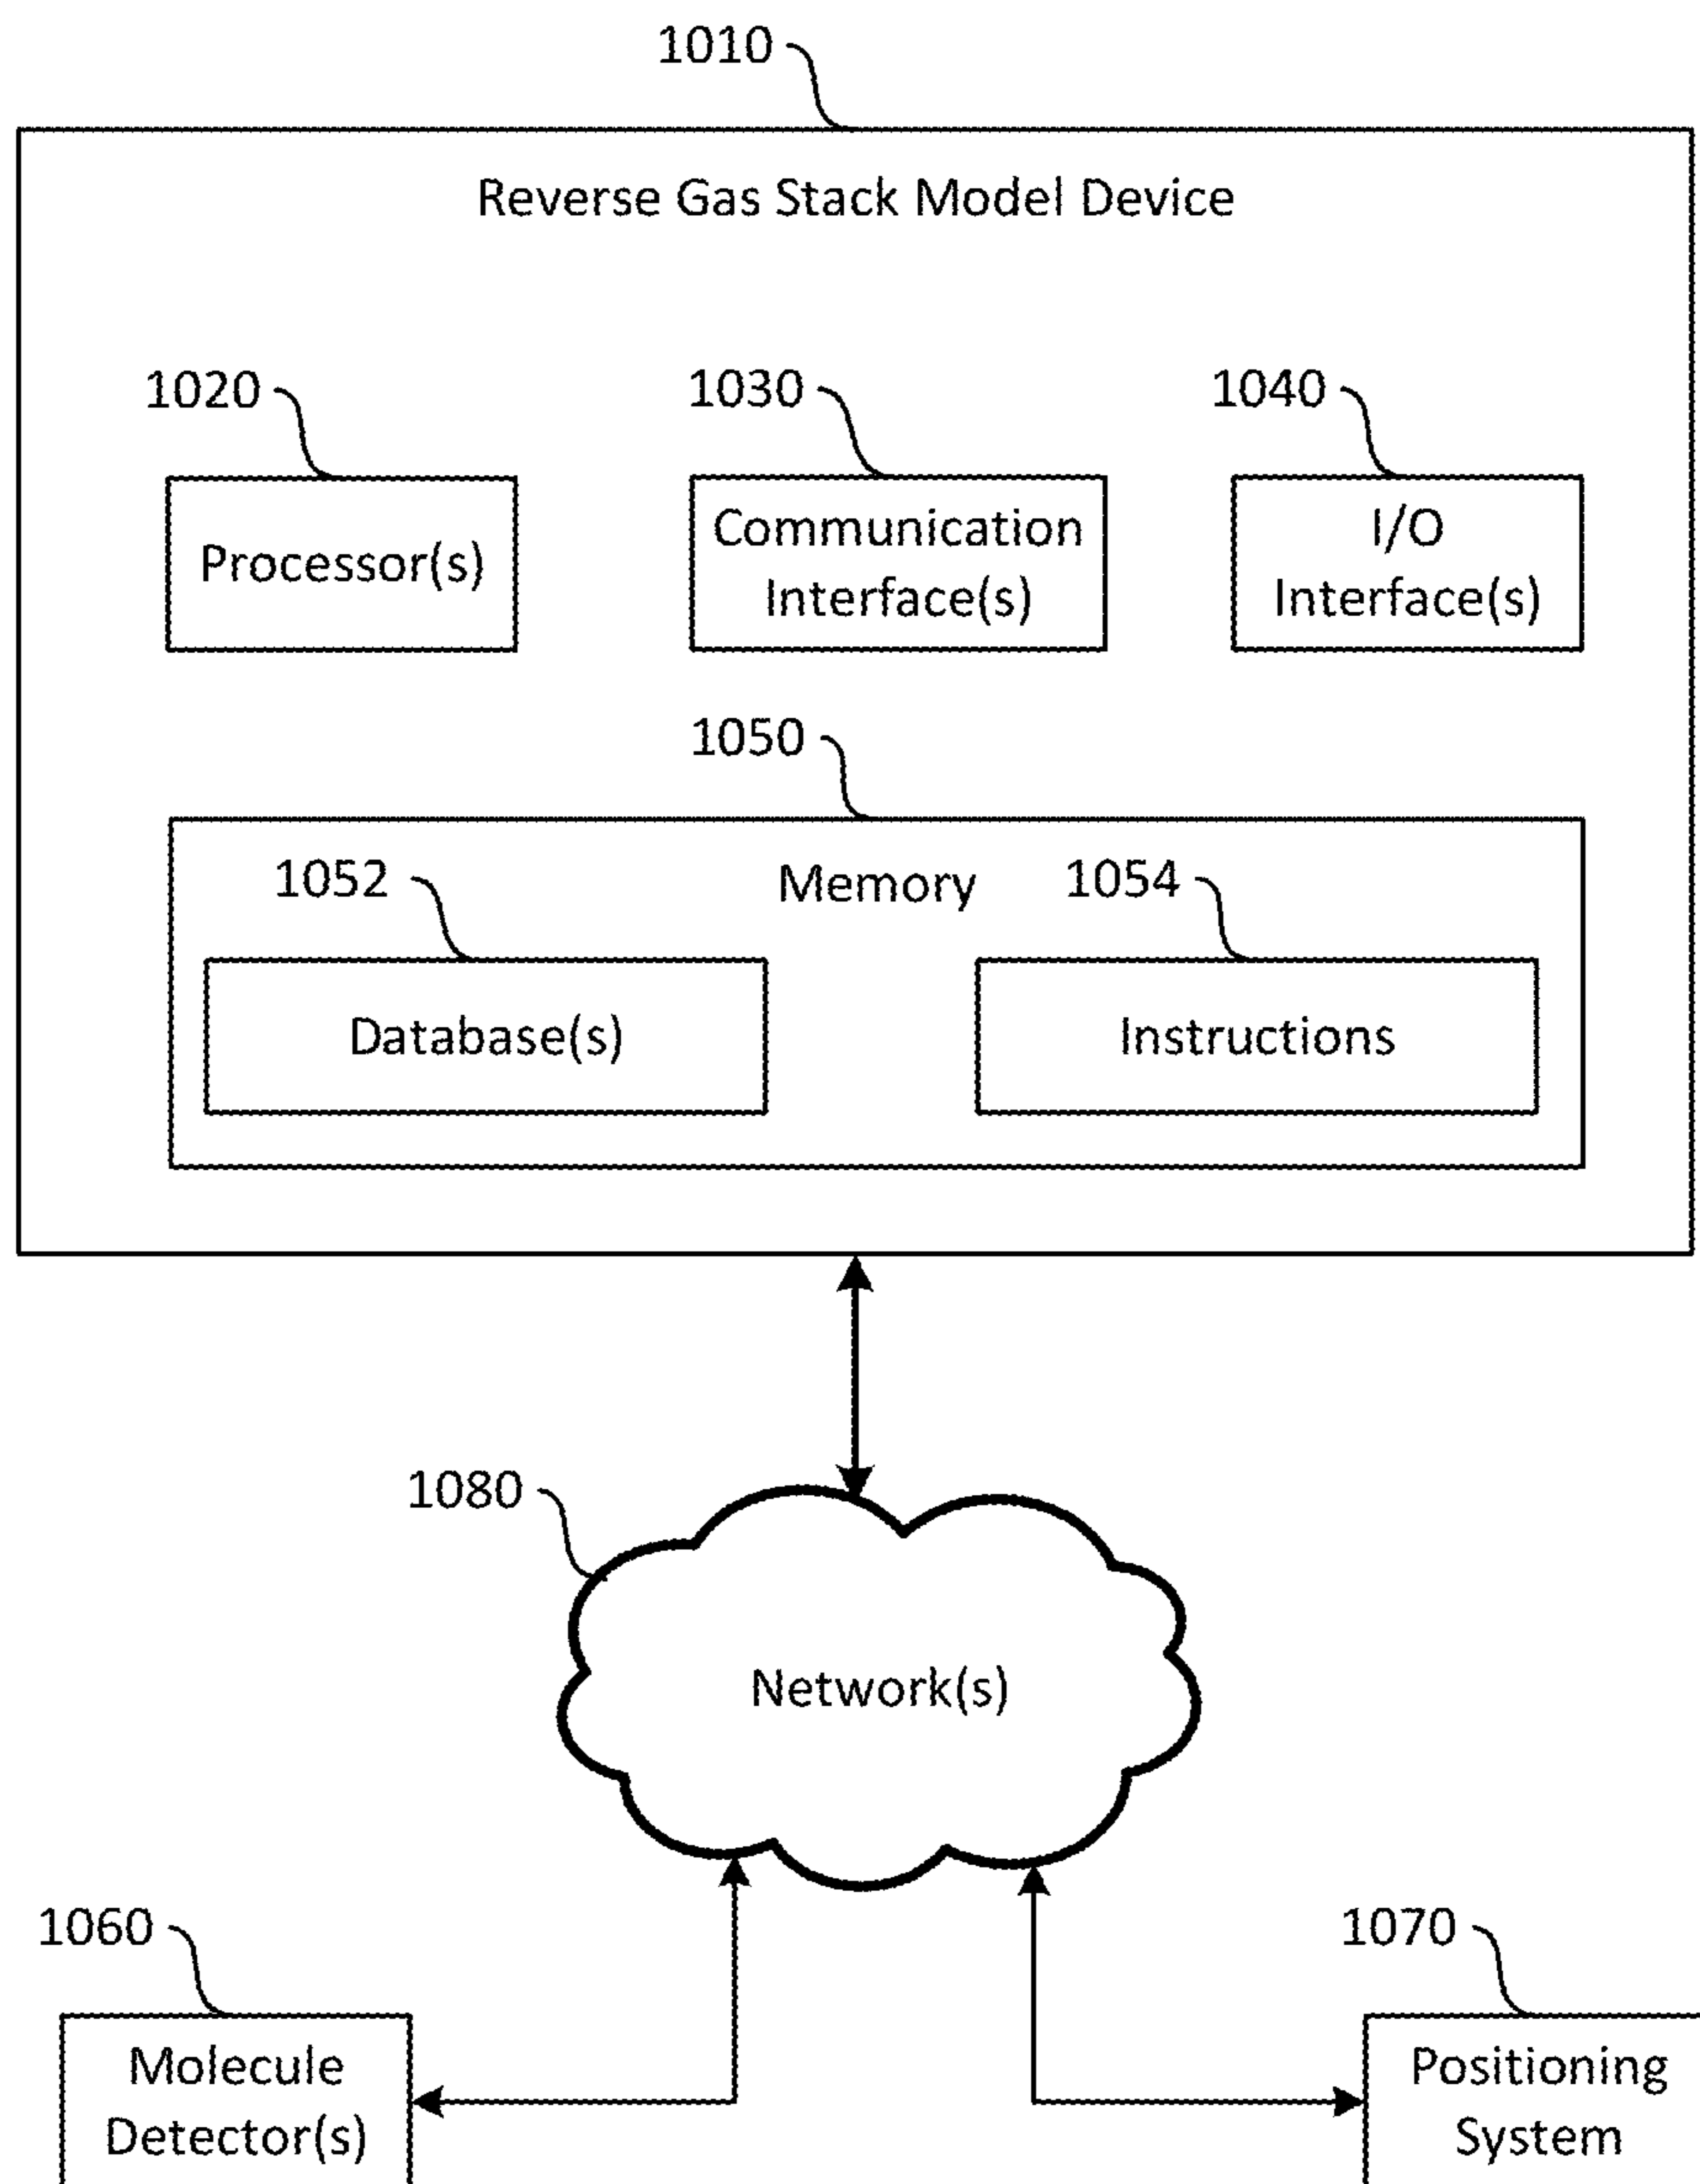 1010
Reverse Gas Stack Model Device
1020
1030
1040
Processor(s)
Communication
Interface(s)
I/O
Interface(s)
1050
1052
Memory
1054
Database(s)
Instructions
1080
Network(s)
1060
1070
Molecule
Detector(s)
Positioning
System